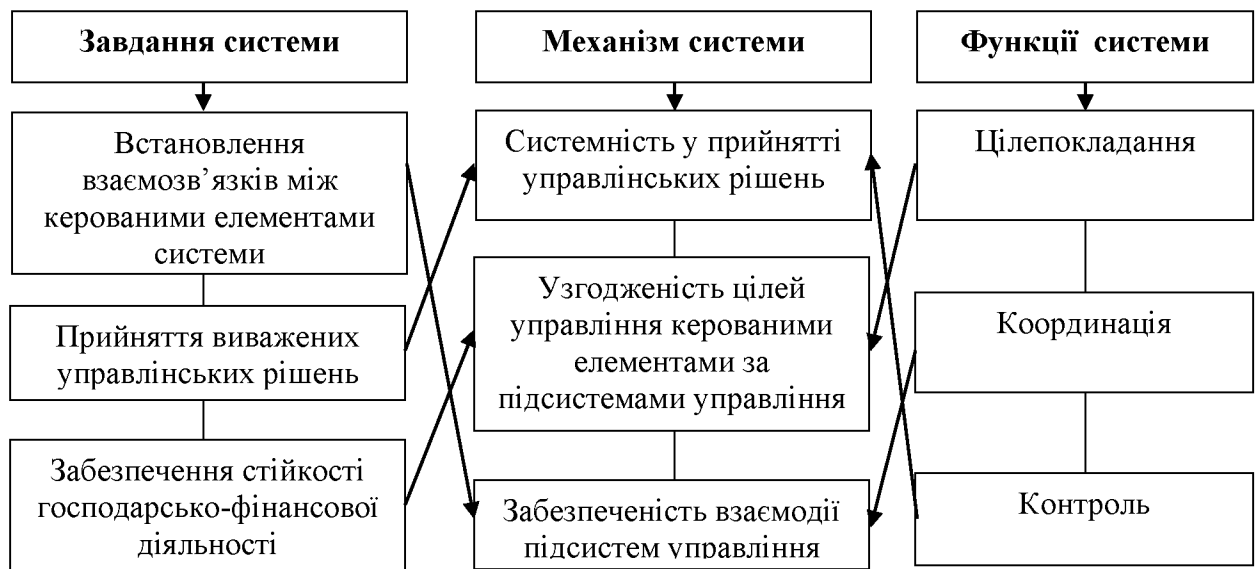 Завдання системи
Встановлення
взаємозв’язків між
керованими елементами
системи
Прийняття виважених
управлінських рішень
Забезпечення стійкості
господарсько-фінансової
діяльності
Механізм системи
Системність у прийнятті
управлінських рішень
Узгодженість цілей
управління керованими
елементами за
підсистемами управління
Забезпеченість взаємодії
підсистем управління
Функції системи
Цілепокладання
Координація
Контроль